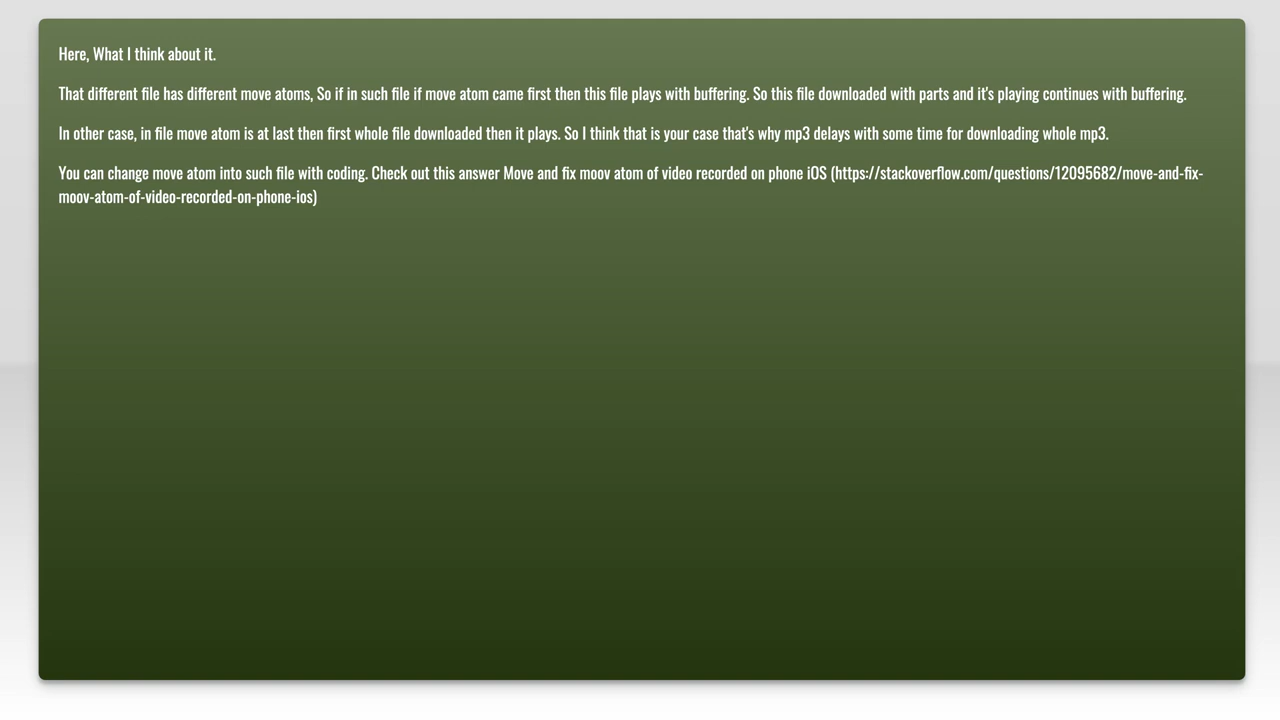 Here, What I think about it.
That different file has different move atoms, So if in such file if move atom came first then this file plays with buffering. So this file downloaded with parts and it's playing continues with buffering.
In other case, in file move atom is at last then first whole file downloaded then it plays. So I think that is your case that's why mp3 delays with some time for downloading whole mp3.
You can change move atom into such file with coding. Check out this answer Move and fix moov atom of video recorded on phone iOS (https://stackoverflow.com/questions/12095682/move-and-fix-
moov-atom-of-video-recorded-on-phone-ios)